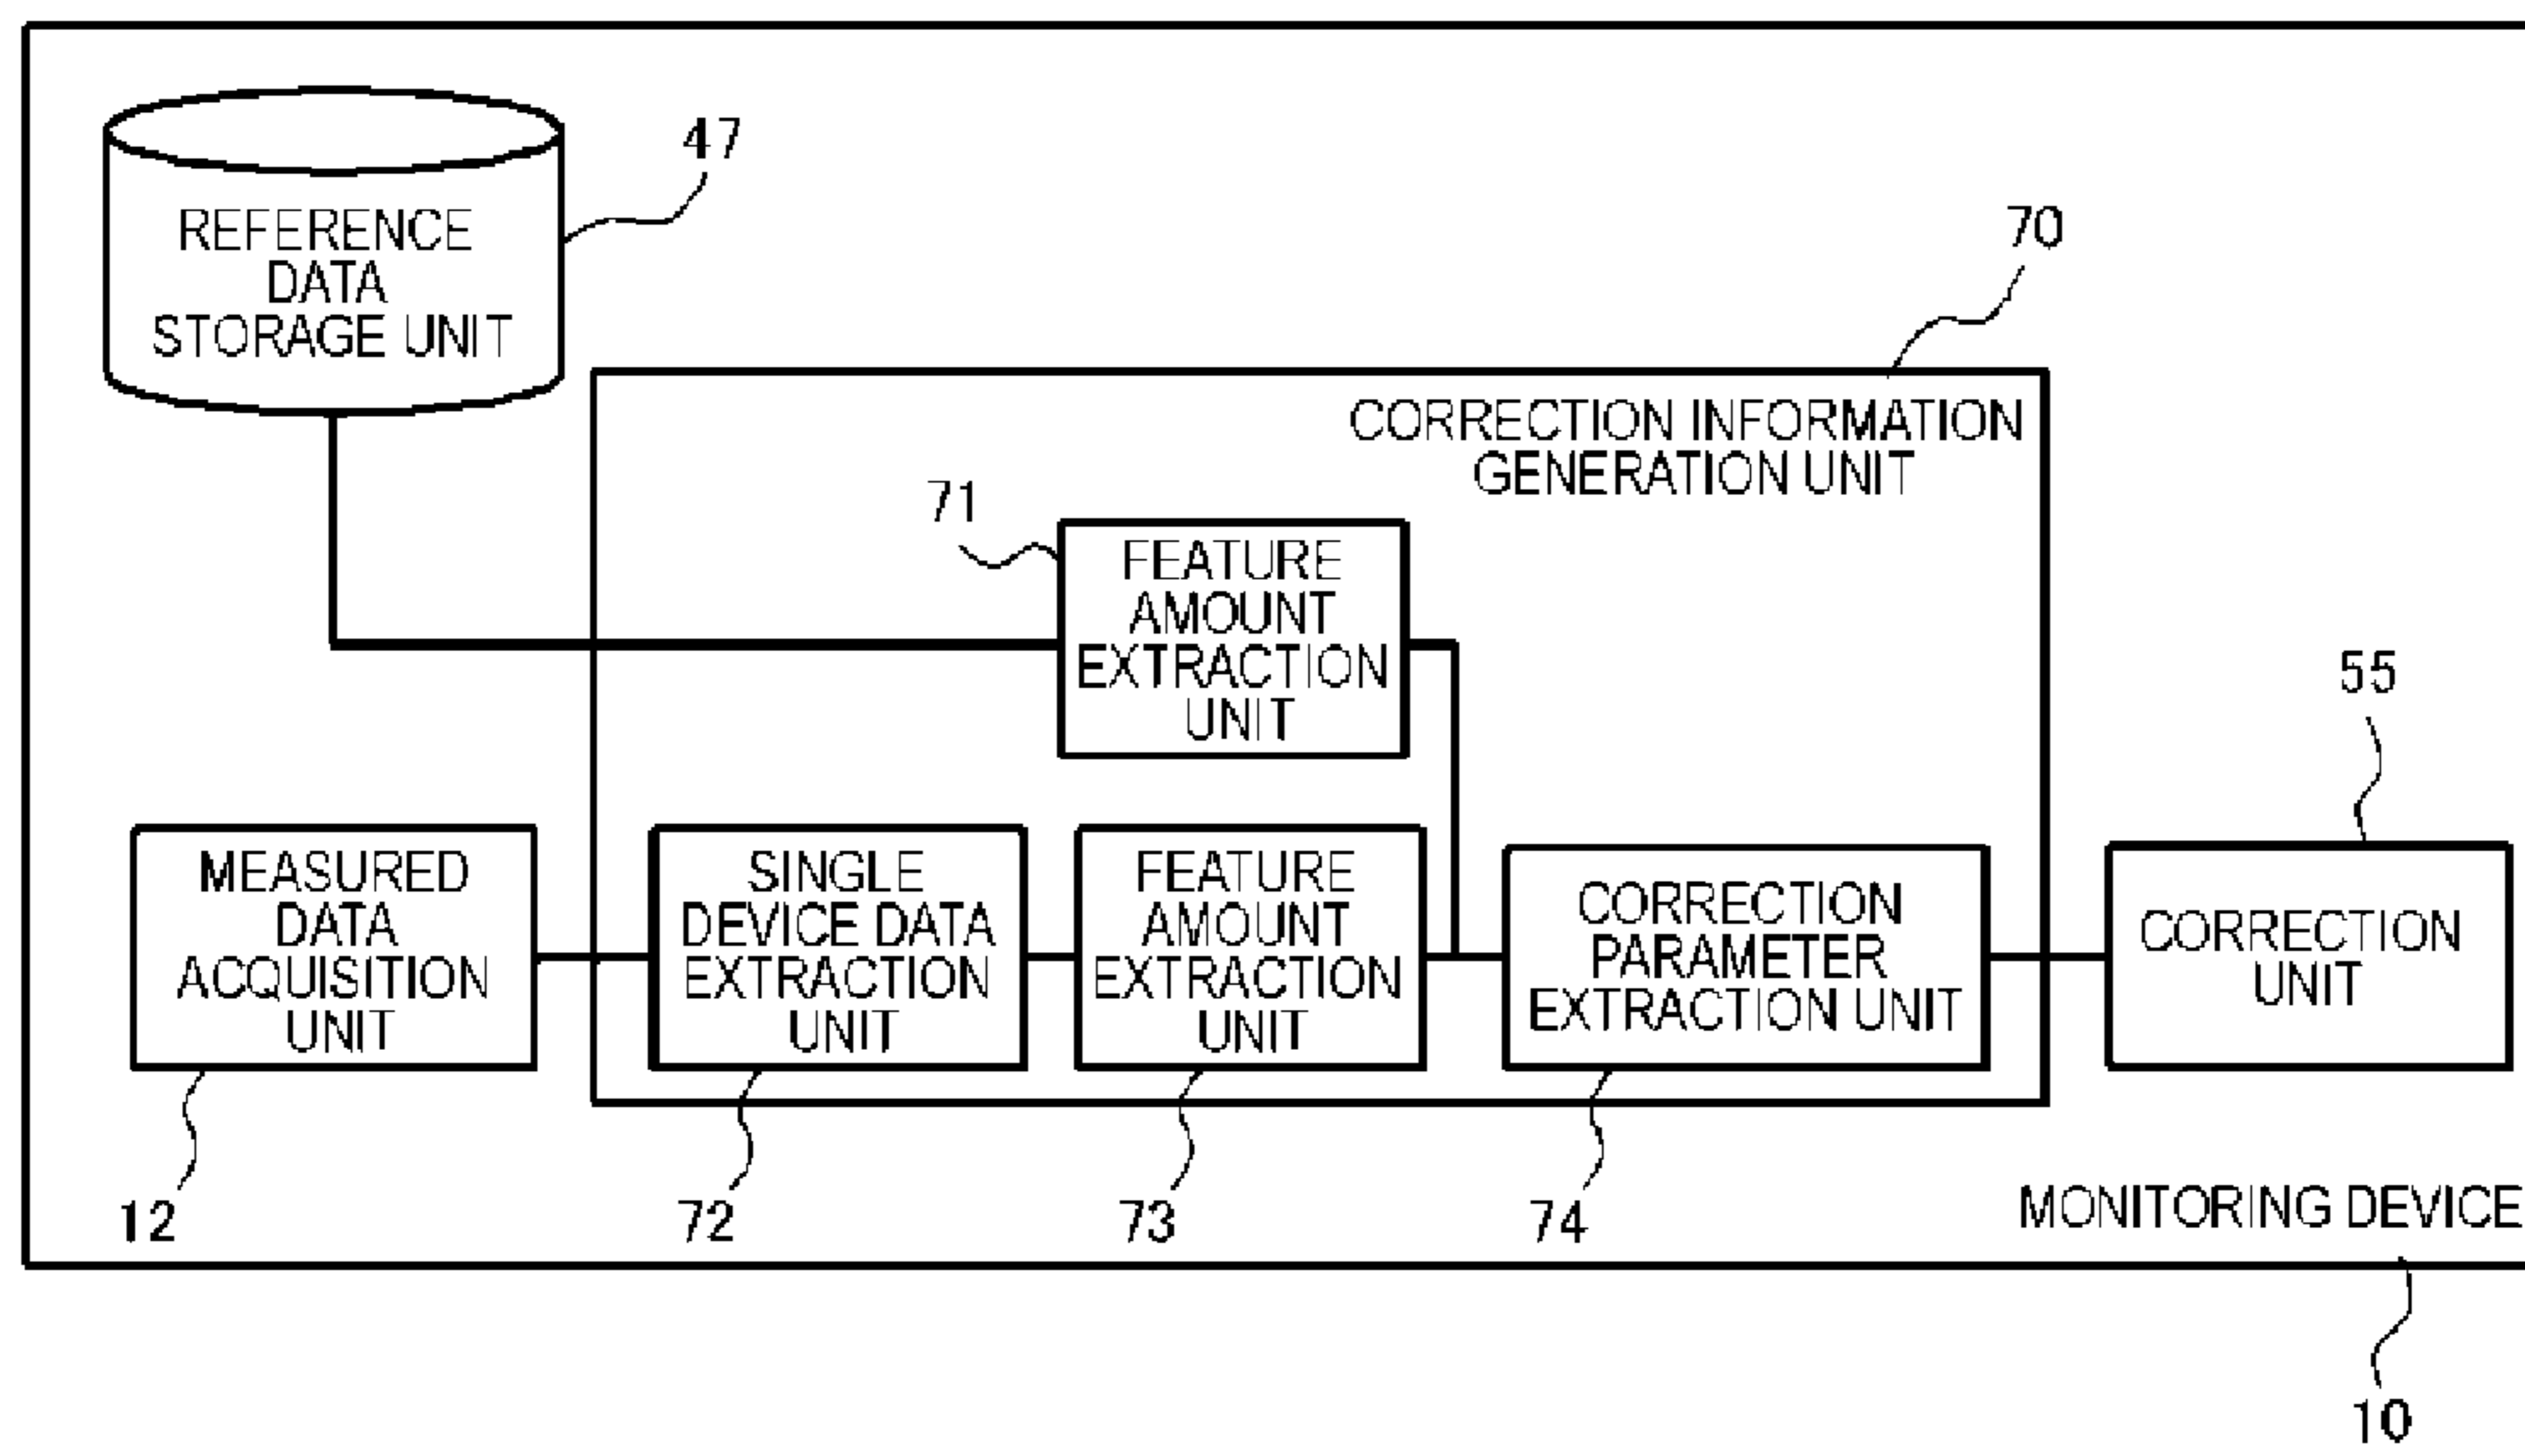 47
REFERENCE
DATA
STORAGE UNIT
70
CORRECTION INFORMATION
GENERATION UNIT
71
FEATURE
AMOUNT
EXTRACTION
UNIT
55
MEASURED
DATA
ACQUISITION
UNIT
SINGLE
DEVICE DATA
EXTRACTION
UNIT
FEATURE
AMOUNT
EXTRACTION
UNIT
CORRECTION
PARAMETER
EXTRACTION UNIT
CORRECTION
UNIT
12
72
73
74
MONITORING DEVICE
10